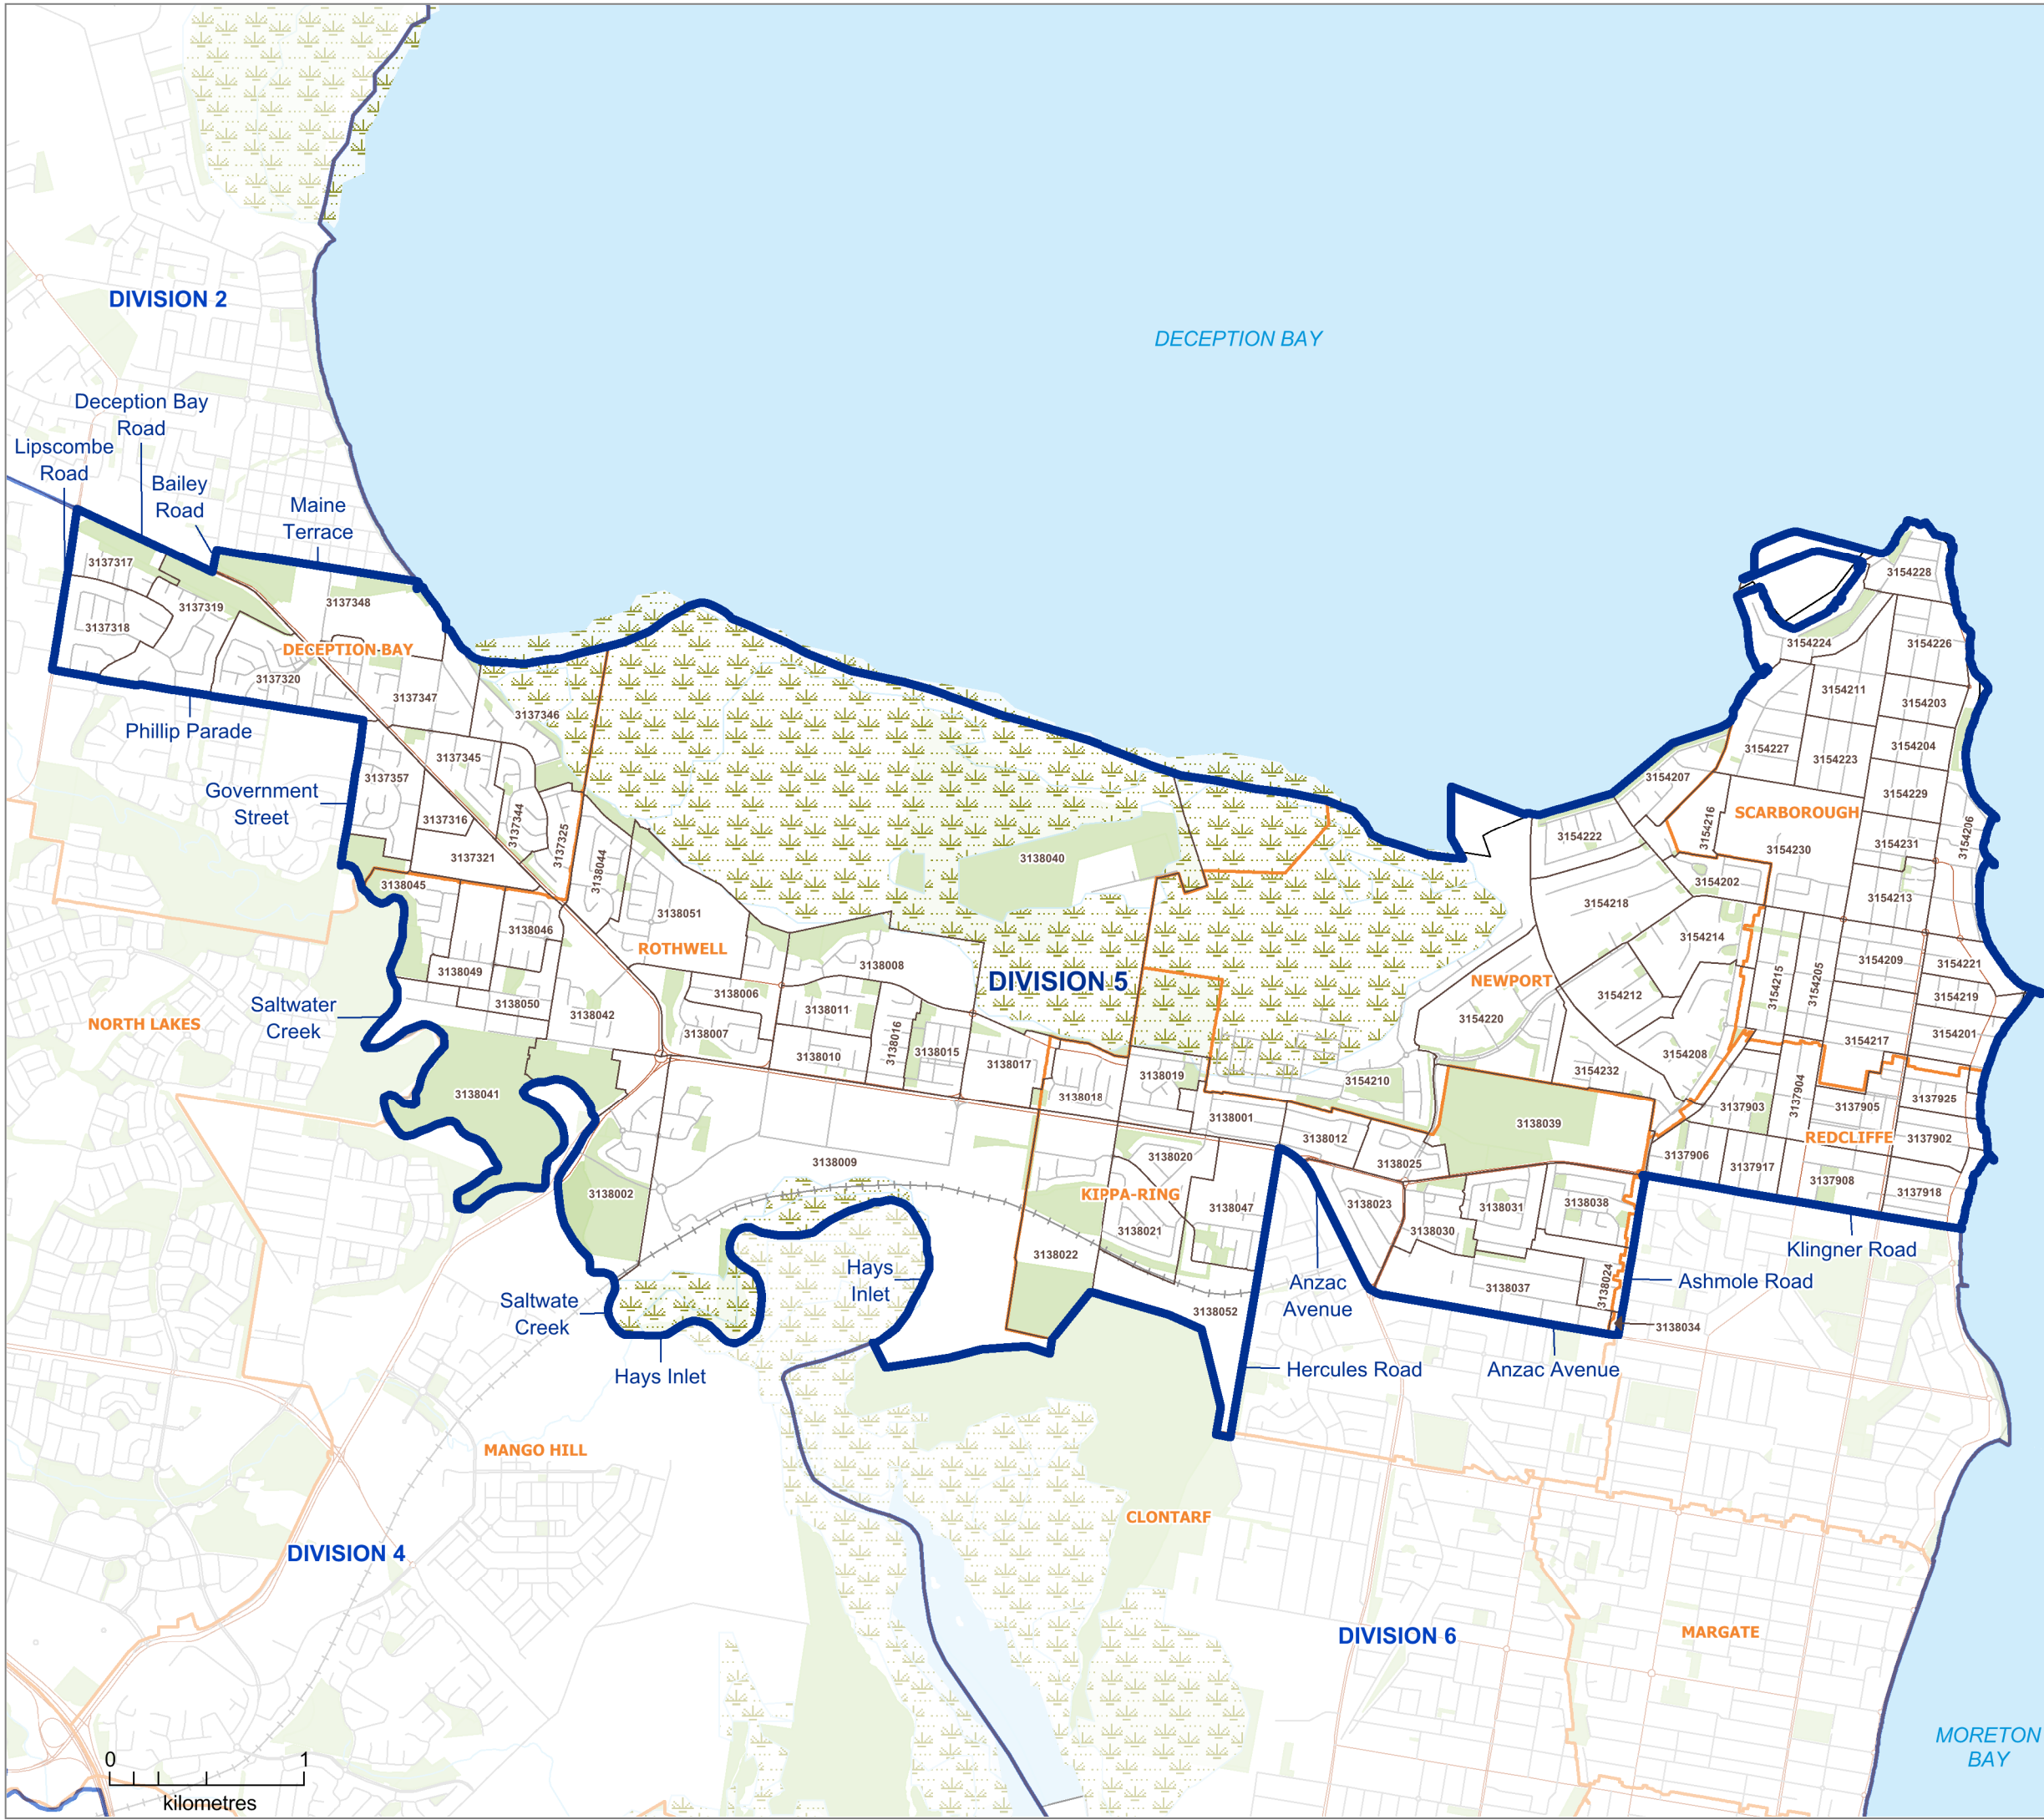 DIVISION 2
DECEPTION BAY
Deception Bay
Road
Lipscombe
Road
Bailey
Road
Maine
Terrace
3137317
3137319
3137318
3137348
DECEPTION BAY
3137320
3137347
3137346
Phillip Parade
3137357
3137345
Government
Street
3137316
3137344
3137325
3137321
3138044
3138045
3138046
3138051
ROTHWELL
3138049
3138050
3138042
3138008
3138006
3138007
3138011
3138010
3138016
3138015
3138017
3138040
DIVISION 5
Saltwater
Creek
NORTH LAKES
3138041
3138002
3138009
3138018
3138019
3138001
3138012
3138020
3138025
KIPPA-RING
3138021
3138047
3138022
3138052
3138023
3138030
3138031
3138038
3138037
3138024
3138034
3138039
3154228
3154224
3154226
3154211
3154203
3154227
3154223
3154204
3154207
3154229
SCARBOROUGH
3154216
3154206
3154222
3154230
3154231
3154202
3154218
3154213
3154214
3154215
3154205
3154209
3154221
NEWPORT
3154212
3154219
3154220
3154201
3154217
3154208
3154232
3154210
3137904
3137903
3137905
3137925
REDCLIFFE
3137902
3137906
3137917
3137908
3137918
Klingner Road
Ashmole Road
Anzac
Avenue
Hays
Inlet
Saltwate
Creek
Hays Inlet
Hercules Road
Anzac Avenue
MANGO HILL
CLONTARF
DIVISION 4
DIVISION 6
MARGATE
MORETON
BAY
0 1
kilometres